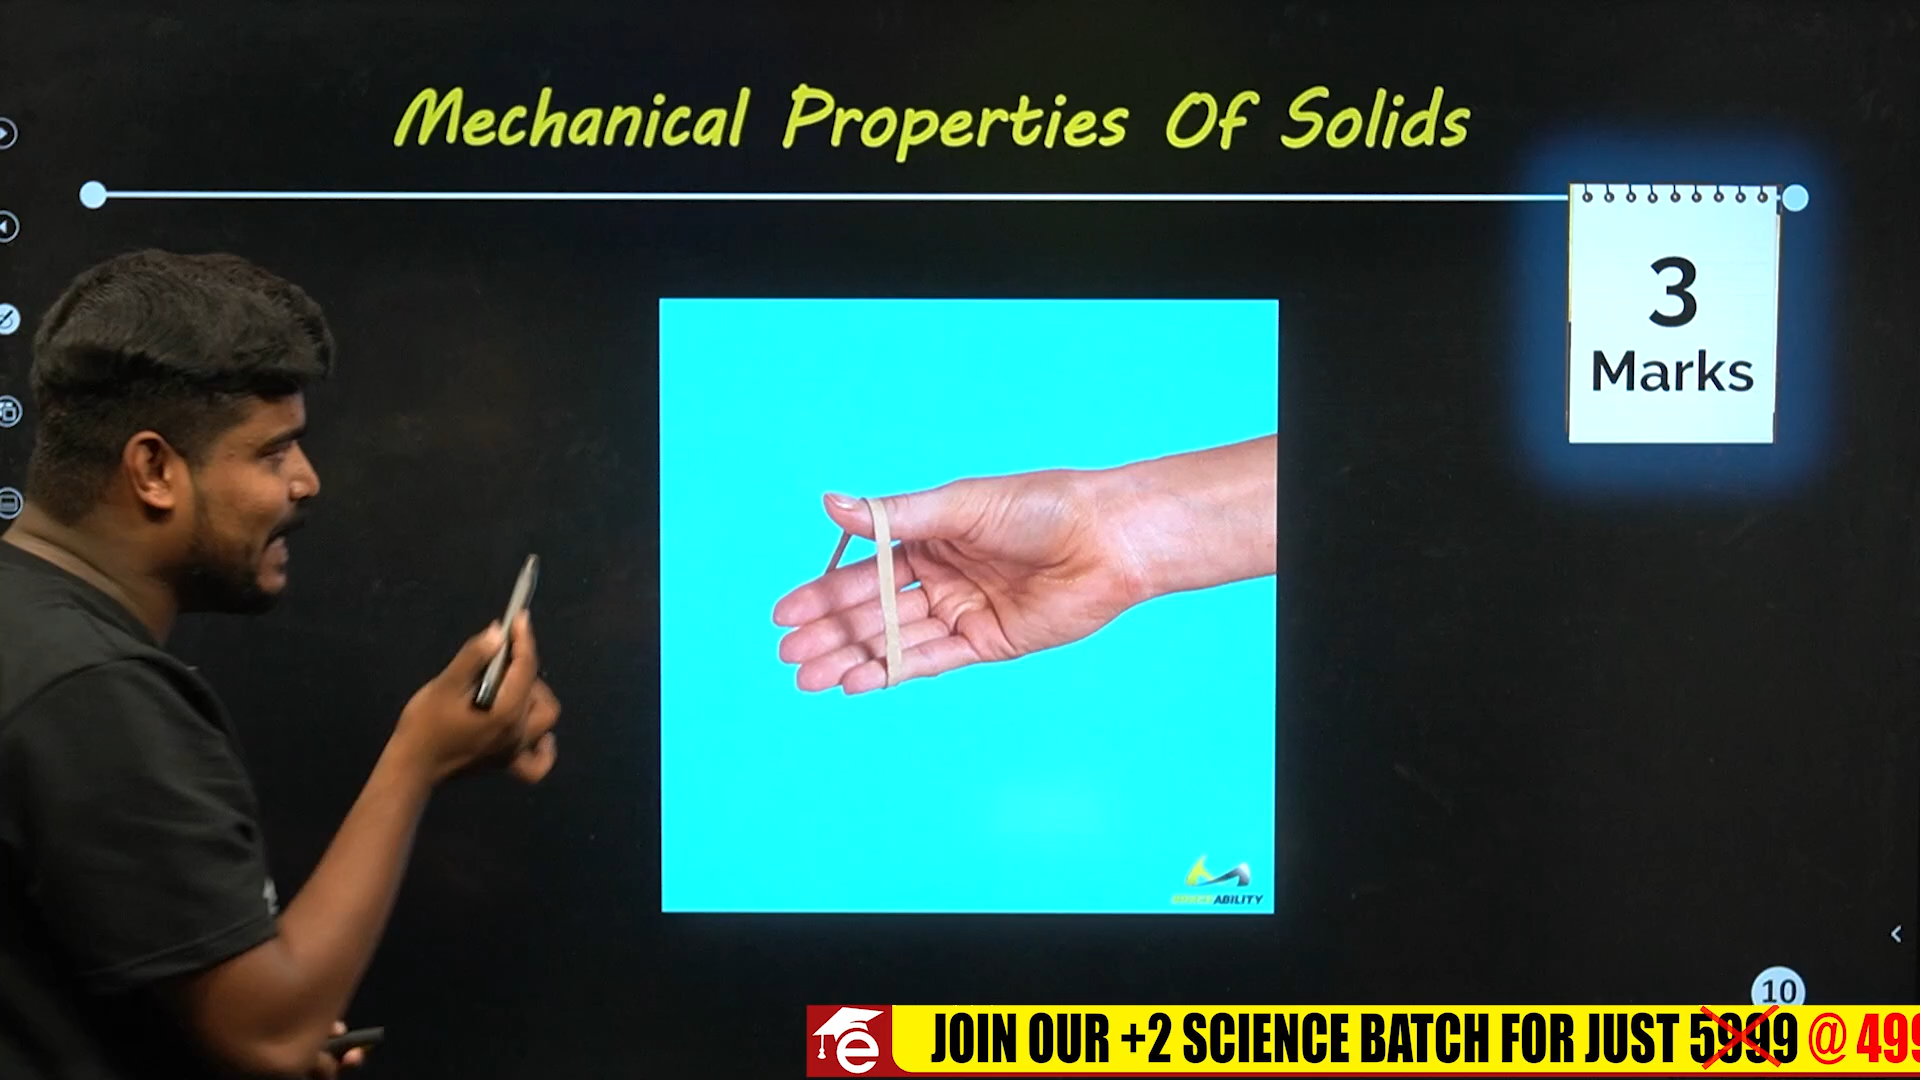 Mechanical Properties Of Solids
3
Marks
ABILITY
10
JOIN OUR +2 SCIENCE BATCH FOR JUST 5999 @ 499